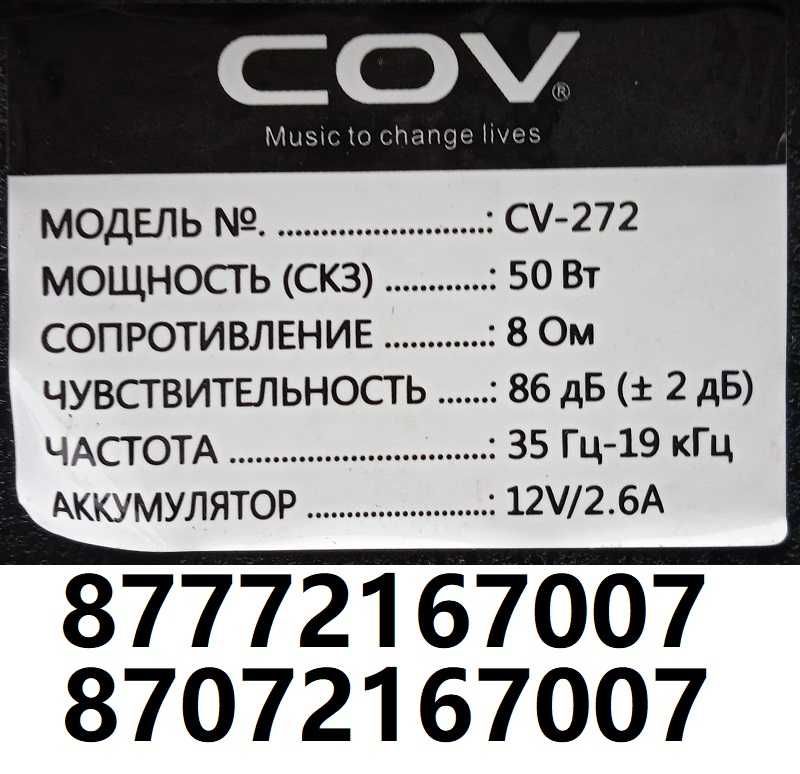 COV®
Music to change lives
МОДЕЛЬ №. ........................: CV-272
МОЩНОСТЬ (СКЗ) .............: 50 Вт
СОПРОТИВЛЕНИЕ .............: 8 Ом
ЧУВСТВИТЕЛЬНОСТЬ ......: 86 дБ (± 2 дБ)
ЧАСТОТА ..............................: 35 Гц-19 кГц
АККУМУЛЯТОР .....................: 12V/2.6A
87772167007
87072167007